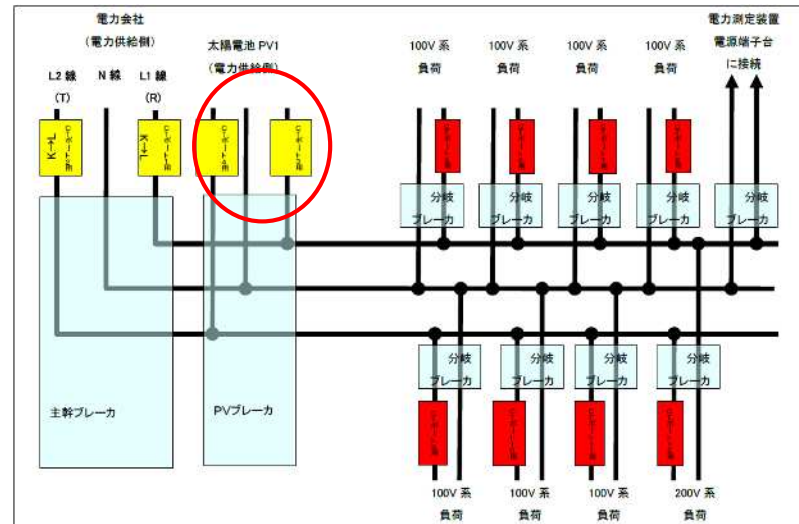 電力会社
(電力供給側)
L2 線
(T)
N 線
L1 線
(R)
太陽電池 PV1
(電力供給側)
100V 系
負荷
100V 系
負荷
100V 系
負荷
100V 系
負荷
電力測定装置
電源端子台
に接続
K→L
K→L
分岐
ブレーカ
分岐
ブレーカ
分岐
ブレーカ
分岐
ブレーカ
分岐
ブレーカ
分岐
ブレーカ
分岐
ブレーカ
分岐
ブレーカ
分岐
ブレーカ
主幹ブレーカ
PVブレーカ
100V 系
負荷
100V 系
負荷
100V 系
負荷
200V 系
負荷